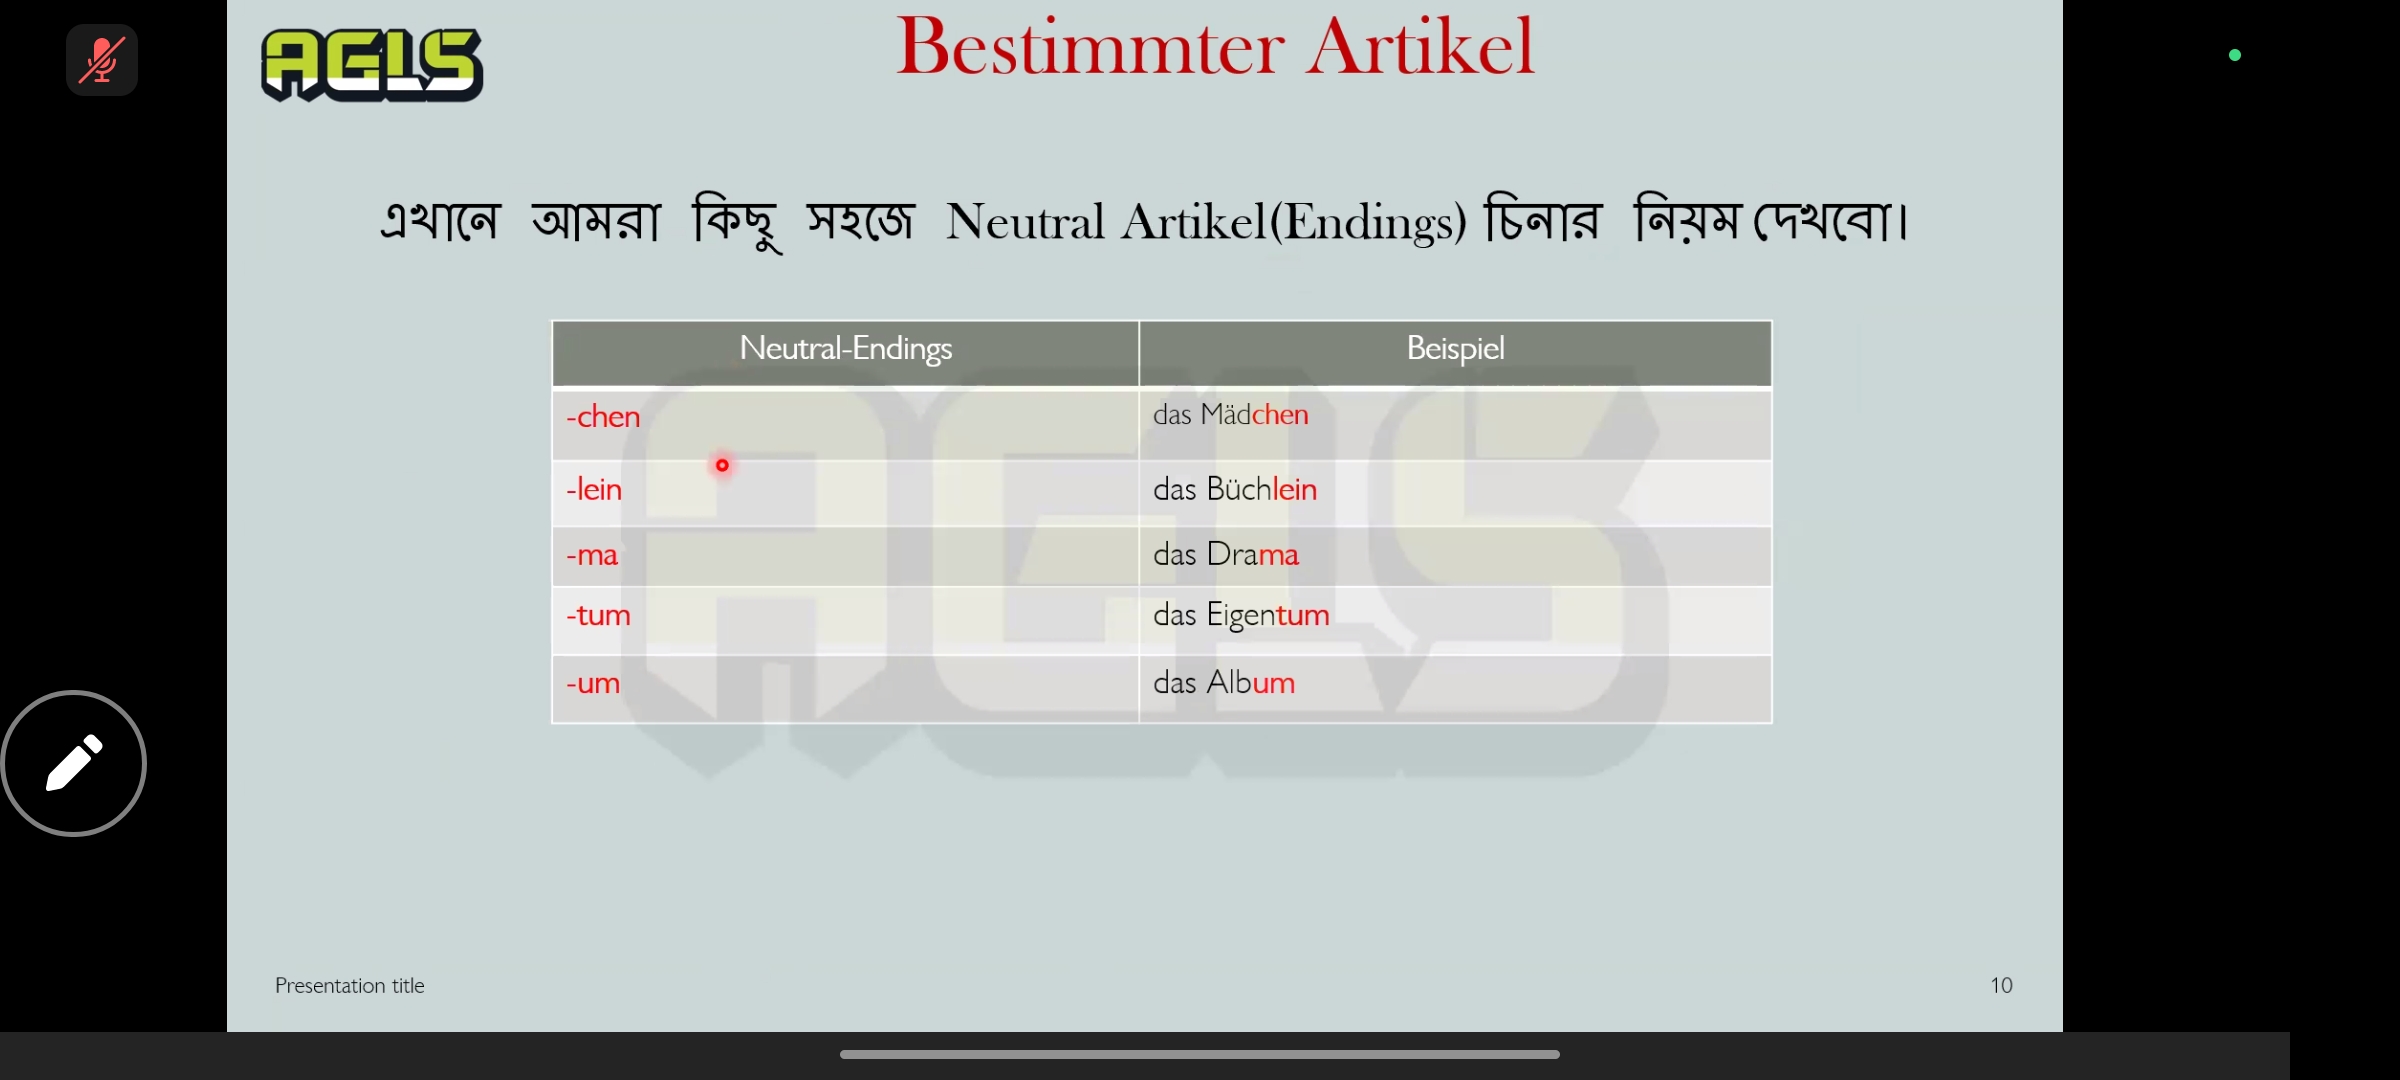 AGLS
Bestimmter Artikel
এখানে আমরা কিছু সহজে Neutral Artikel(Endings) চিনার নিয়ম দেখবো।
Neutral-Endings Beispiel
-chen das Mädchen
-lein das Büchlein
-ma das Drama
-tum das Eigentum
-um das Album
Presentation title 10